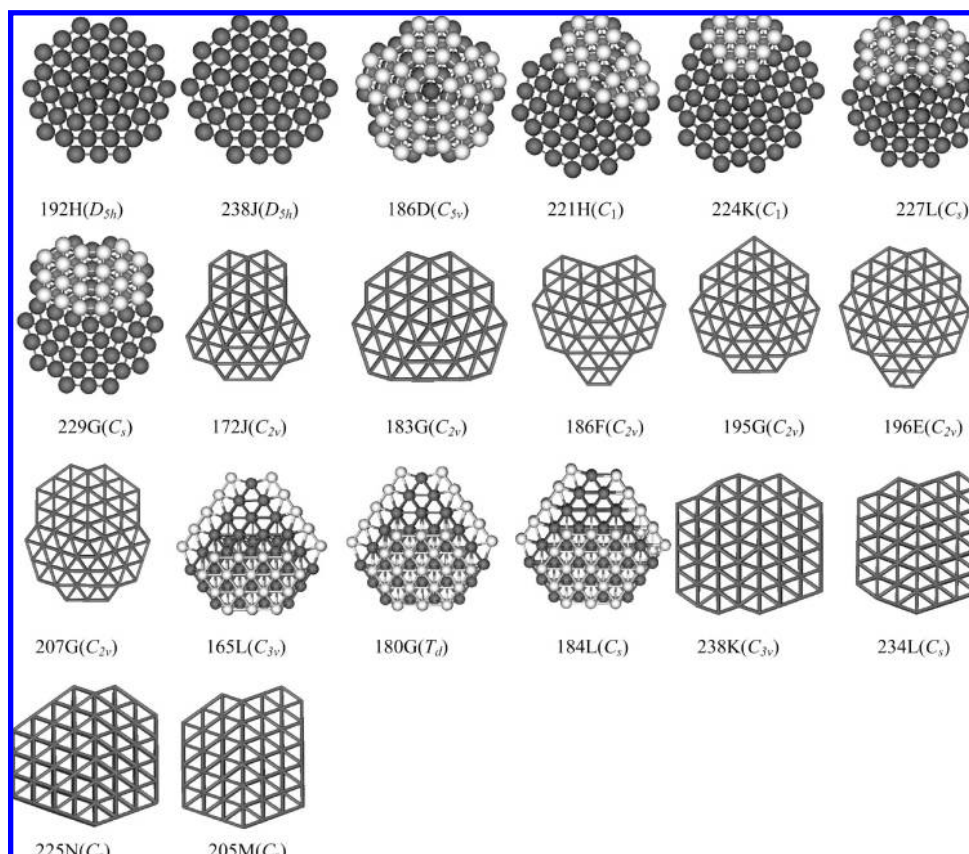 192H(D5h) 238J(D5h) 186D(C5v) 221H(C1) 224K(C1) 227L(Cs)
229G(Cs) 172J(C2v) 183G(C2v) 186F(C2v) 195G(C2v) 196E(C2v)
207G(C2v) 165L(C3v) 180G(Td) 184L(Cs) 238K(C3v) 234L(Cs)